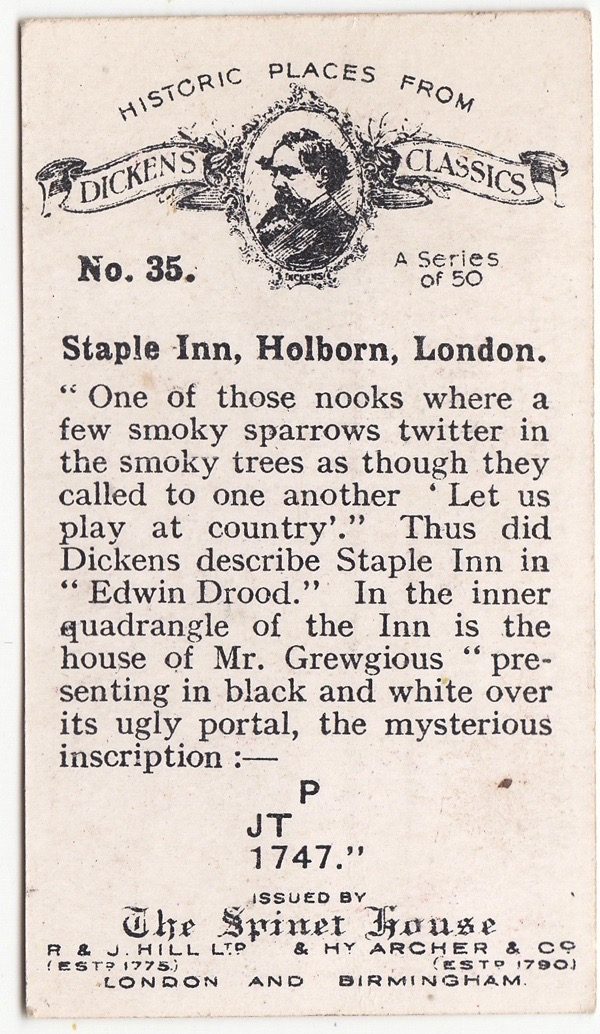 HISTORIC PLACES FROM
DICKENS' CLASSICS
DICKENS
No. 35.
A Series
of 50
Staple Inn, Holborn, London.
" One of those nooks where a
few smoky sparrows twitter in
the smoky trees as though they
called to one another ' Let us
play at country'." Thus did
Dickens describe Staple Inn in
" Edwin Drood." In the inner
quadrangle of the Inn is the
house of Mr. Grewgious " pre-
senting in black and white over
its ugly portal, the mysterious
inscription :—
P
JT
1747."
ISSUED BY
The Spinet House
R & J. HILL LTD & HY ARCHER & CO
(ESTD 1775.) (ESTD 1790.)
LONDON AND BIRMINGHAM.